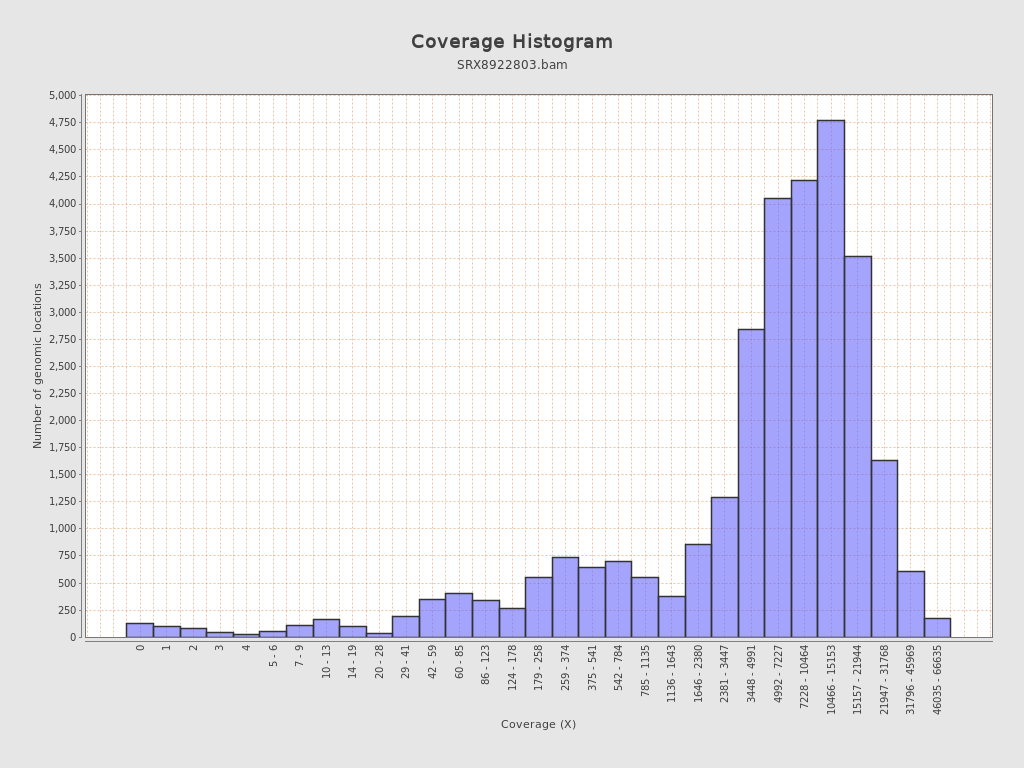 Coverage Histogram
SRX8922803.bam
5,000
4,750
4,500
4,250
4,000
3,750
3,500
3,250
3,000
2,750
2,500
2,250
2,000
1,750
1,500
1,250
1,000
750
500
250
0
Number of genomic locations
0
1
2
3
4
5 - 6
7 - 9
10 - 13
14 - 19
20 - 28
29 - 41
42 - 59
60 - 85
86 - 123
124 - 178
179 - 258
259 - 374
375 - 541
542 - 784
785 - 1135
1136 - 1643
1646 - 2380
2381 - 3447
3448 - 4991
4992 - 7227
7228 - 10464
10466 - 15153
15157 - 21944
21947 - 31768
31796 - 45969
46035 - 66635
Coverage (X)